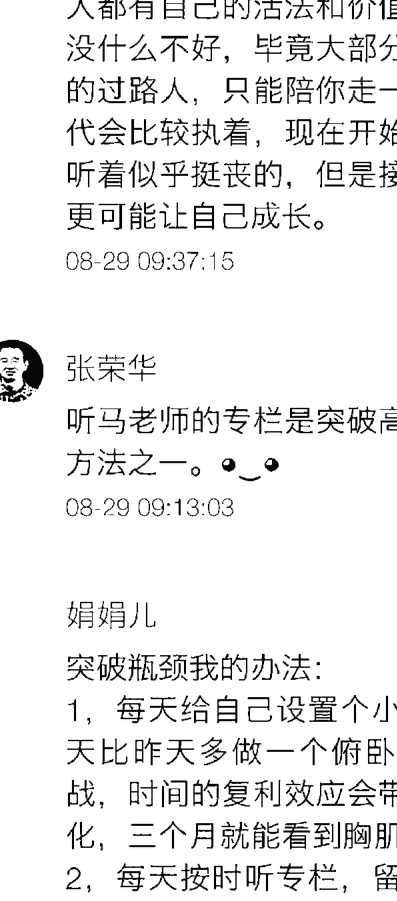 人都有自己的活法和价值
没什么不好，毕竟大部分
的过路人，只能陪你走一
代会比较执着，现在开始
听着似乎挺丧的，但是接
更可能让自己成长。
08-29 09:37:15
张荣华
听马老师的专栏是突破高
方法之一。
08-29 09:13:03
娟娟儿
突破瓶颈我的办法：
1，每天给自己设置个小
天比昨天多做一个俯卧
战，时间的复利效应会带
化，三个月就能看到胸肌
2，每天按时听专栏，留